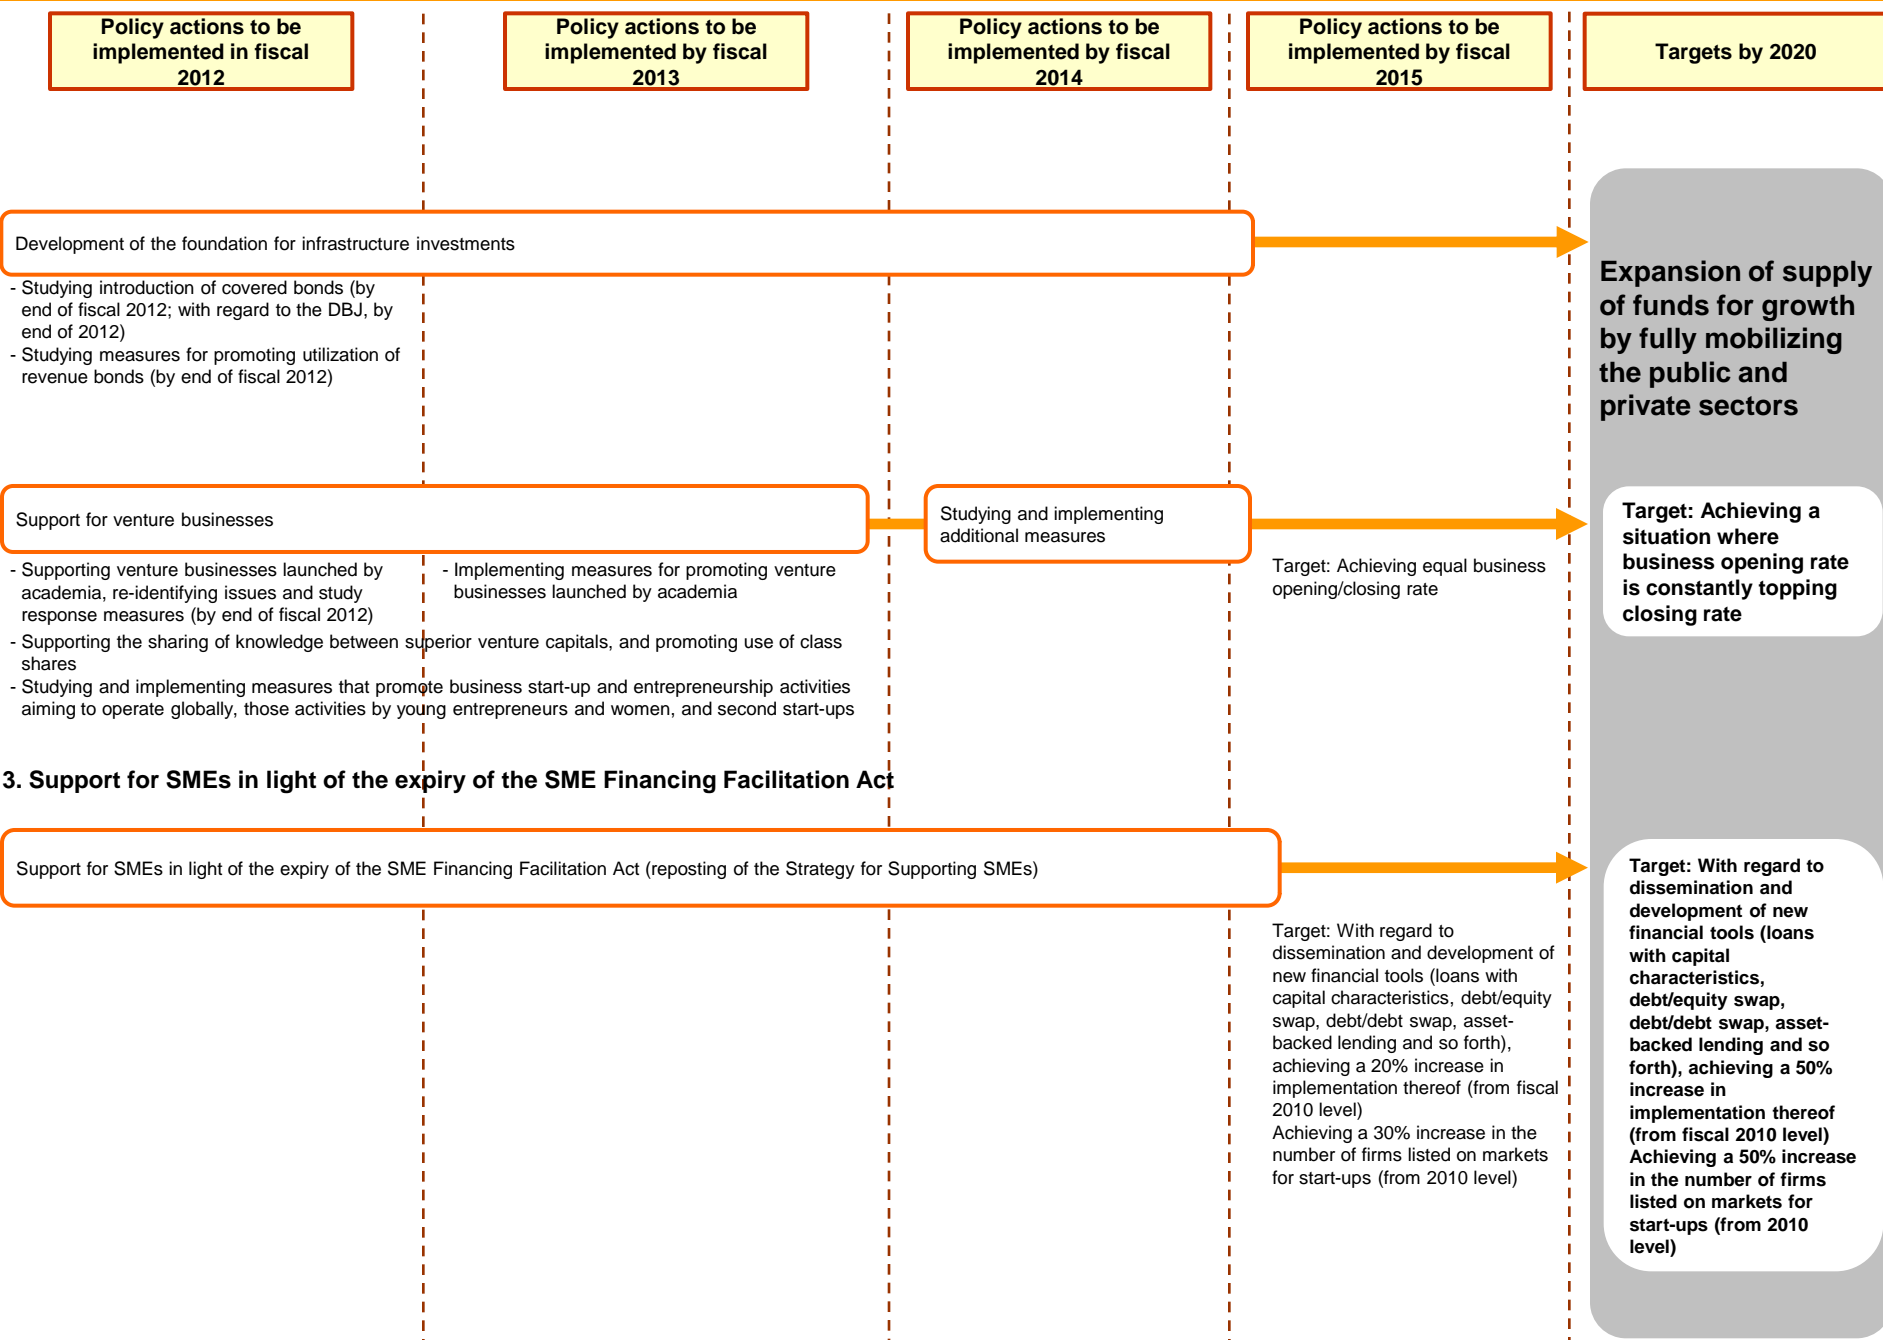 Policy actions to be
implemented in fiscal
2012
Policy actions to be
implemented by fiscal
2013
Policy actions to be
implemented by fiscal
2014
Policy actions to be
implemented by fiscal
2015
Targets by 2020
Development of the foundation for infrastructure investments
- Studying introduction of covered bonds (by
end of fiscal 2012; with regard to the DBJ, by
end of 2012)
- Studying measures for promoting utilization of
revenue bonds (by end of fiscal 2012)
Expansion of supply
of funds for growth
by fully mobilizing
the public and
private sectors
Support for venture businesses
Studying and implementing
additional measures
- Supporting venture businesses launched by
academia, re-identifying issues and study
response measures (by end of fiscal 2012)
- Implementing measures for promoting venture
businesses launched by academia
- Supporting the sharing of knowledge between superior venture capitals, and promoting use of class
shares
- Studying and implementing measures that promote business start-up and entrepreneurship activities
aiming to operate globally, those activities by young entrepreneurs and women, and second start-ups
Target: Achieving equal business
opening/closing rate
Target: Achieving a
situation where
business opening rate
is constantly topping
closing rate
3. Support for SMEs in light of the expiry of the SME Financing Facilitation Act
Support for SMEs in light of the expiry of the SME Financing Facilitation Act (reposting of the Strategy for Supporting SMEs)
Target: With regard to
dissemination and development of
new financial tools (loans with
capital characteristics, debt/equity
swap, debt/debt swap, asset-
backed lending and so forth),
achieving a 20% increase in
implementation thereof (from fiscal
2010 level)
Achieving a 30% increase in the
number of firms listed on markets
for start-ups (from 2010 level)
Target: With regard to
dissemination and
development of new
financial tools (loans
with capital
characteristics,
debt/equity swap,
debt/debt swap, asset-
backed lending and so
forth), achieving a 50%
increase in
implementation thereof
(from fiscal 2010 level)
Achieving a 50% increase
in the number of firms
listed on markets for
start-ups (from 2010
level)